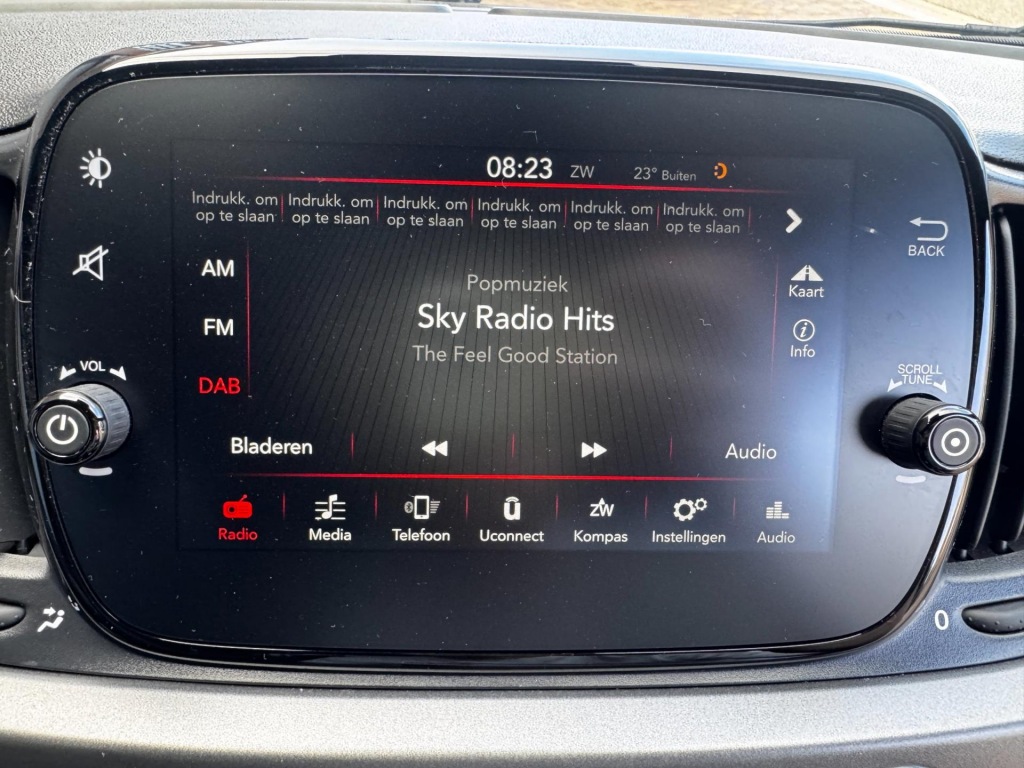 08:23 ZW 23° Buiten
Indrukk. om Indrukk. om Indrukk. om Indrukk. om Indrukk. om Indrukk. om
op te slaan op te slaan op te slaan op te slaan op te slaan op te slaan
BACK
AM
Popmuziek
Kaart
Sky Radio Hits
FM
i
Info
The Feel Good Station
VOL
DAB
SCROLL
TUNE
Bladeren
Audio
ZW
Radio Media Telefoon Uconnect Kompas Instellingen Audio
0